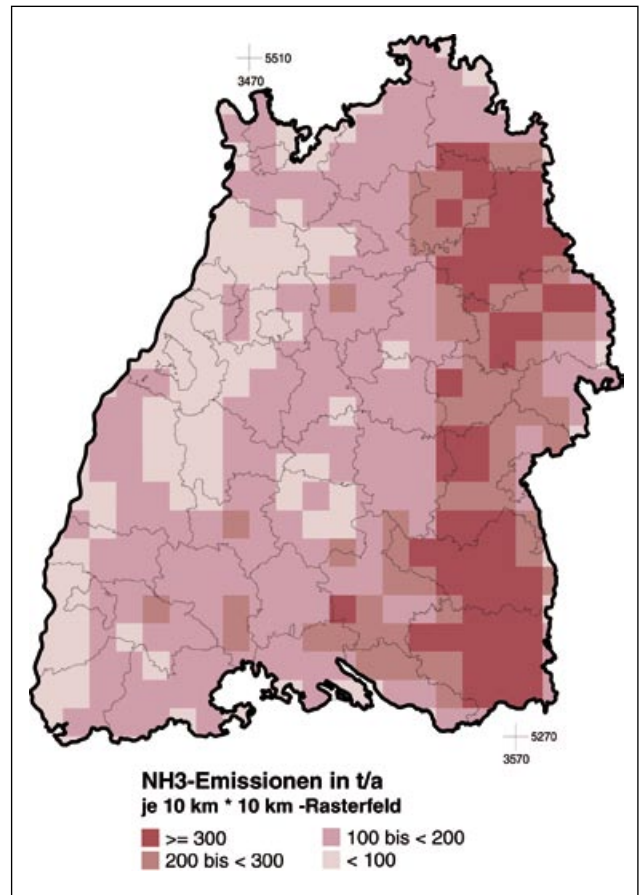 5510
3470
5270
3570
NH3-Emissionen in t/a
je 10 km * 10 km -Rasterfeld
>= 300
100 bis < 200
200 bis < 300
< 100